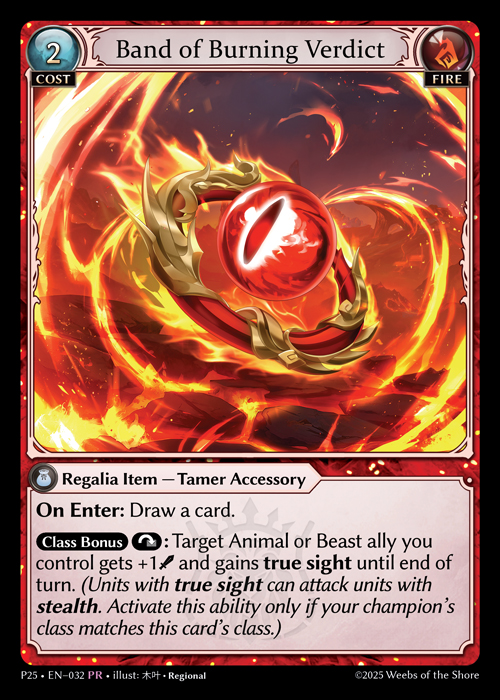 2
COST
Band of Burning Verdict
FIRE
Regalia Item — Tamer Accessory
On Enter: Draw a card.
Class Bonus : Target Animal or Beast ally you
control gets +1 and gains true sight until end of
turn. (Units with true sight can attack units with
stealth. Activate this ability only if your champion's
class matches this card's class.)
P25 • EN–032 PR • illust: 木叶 • Regional
©2025 Weebs of the Shore